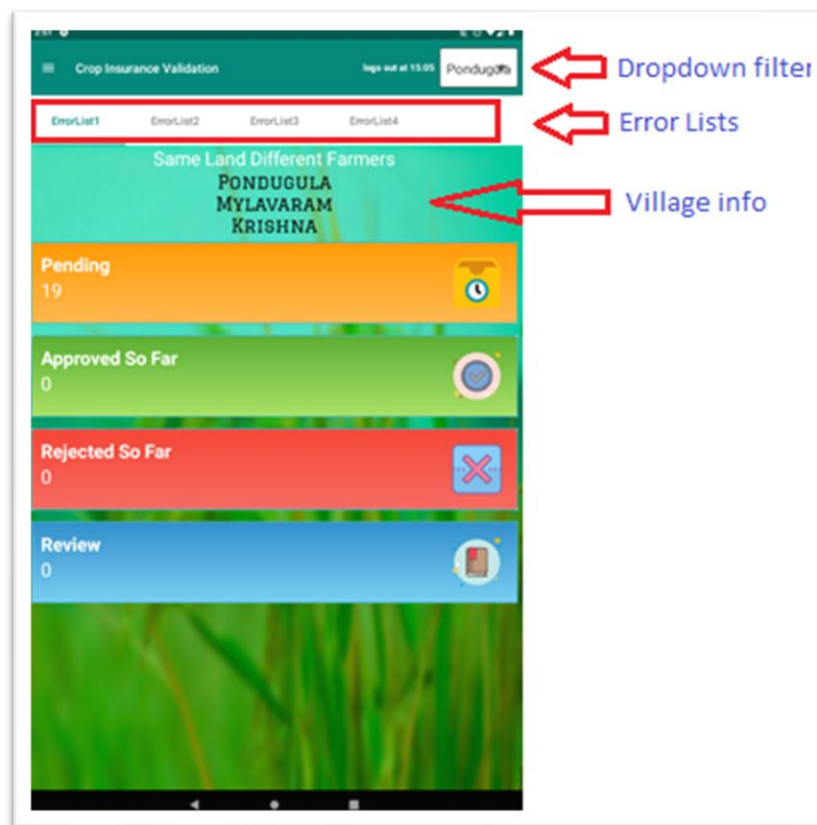 2:51
Crop Insurance Validation
logs out at 15:05
Pondugula
Dropdown filter
ErrorList1 ErrorList2 ErrorList3 ErrorList4
Error Lists
Same Land Different Farmers
PONDUGULA
MYLAVARAM
KRISHNA
Village info
Pending
19
Approved So Far
0
Rejected So Far
0
Review
0